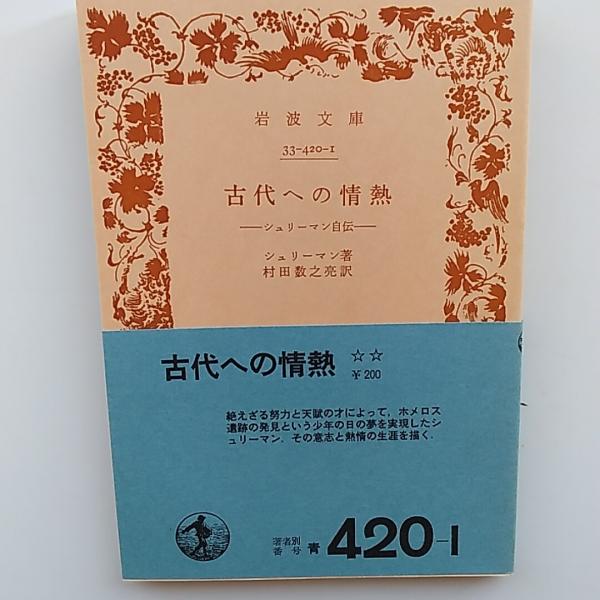 岩波文庫
33-420-1
古代への情熱
―シュリーマン自伝―
シュリーマン著
村田数之亮訳
古代への情熱 ☆☆
¥200
絶えざる努力と天賦の才によって，ホメロス
遺跡の発見という少年の日の夢を実現したシ
ュリーマン．その意志と熱情の生涯を描く．
著者別
番号 青 420-1